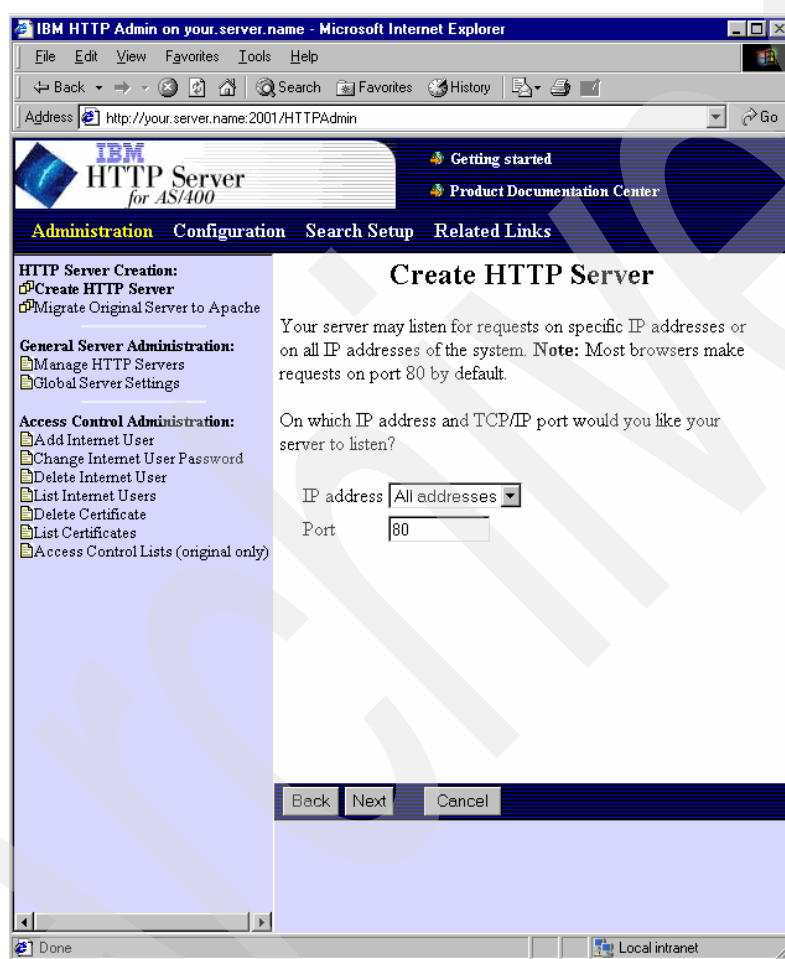 IBM HTTP Admin on your.server.name - Microsoft Internet Explorer
File Edit View Favorites Tools Help
Back Search Favorites History
Address http://your.server.name:2001/HTTPAdmin Go
IBM
HTTP Server
for AS/400
Getting started
Product Documentation Center
Administration Configuration Search Setup Related Links
HTTP Server Creation:
Create HTTP Server
Migrate Original Server to Apache
General Server Administration:
Manage HTTP Servers
Global Server Settings
Access Control Administration:
Add Internet User
Change Internet User Password
Delete Internet User
List Internet Users
Delete Certificate
List Certificates
Access Control Lists (original only)
Create HTTP Server
Your server may listen for requests on specific IP addresses or
on all IP addresses of the system. Note: Most browsers make
requests on port 80 by default.
On which IP address and TCP/IP port would you like your
server to listen?
IP address All addresses
Port 80
Back Next Cancel
Done Local intranet